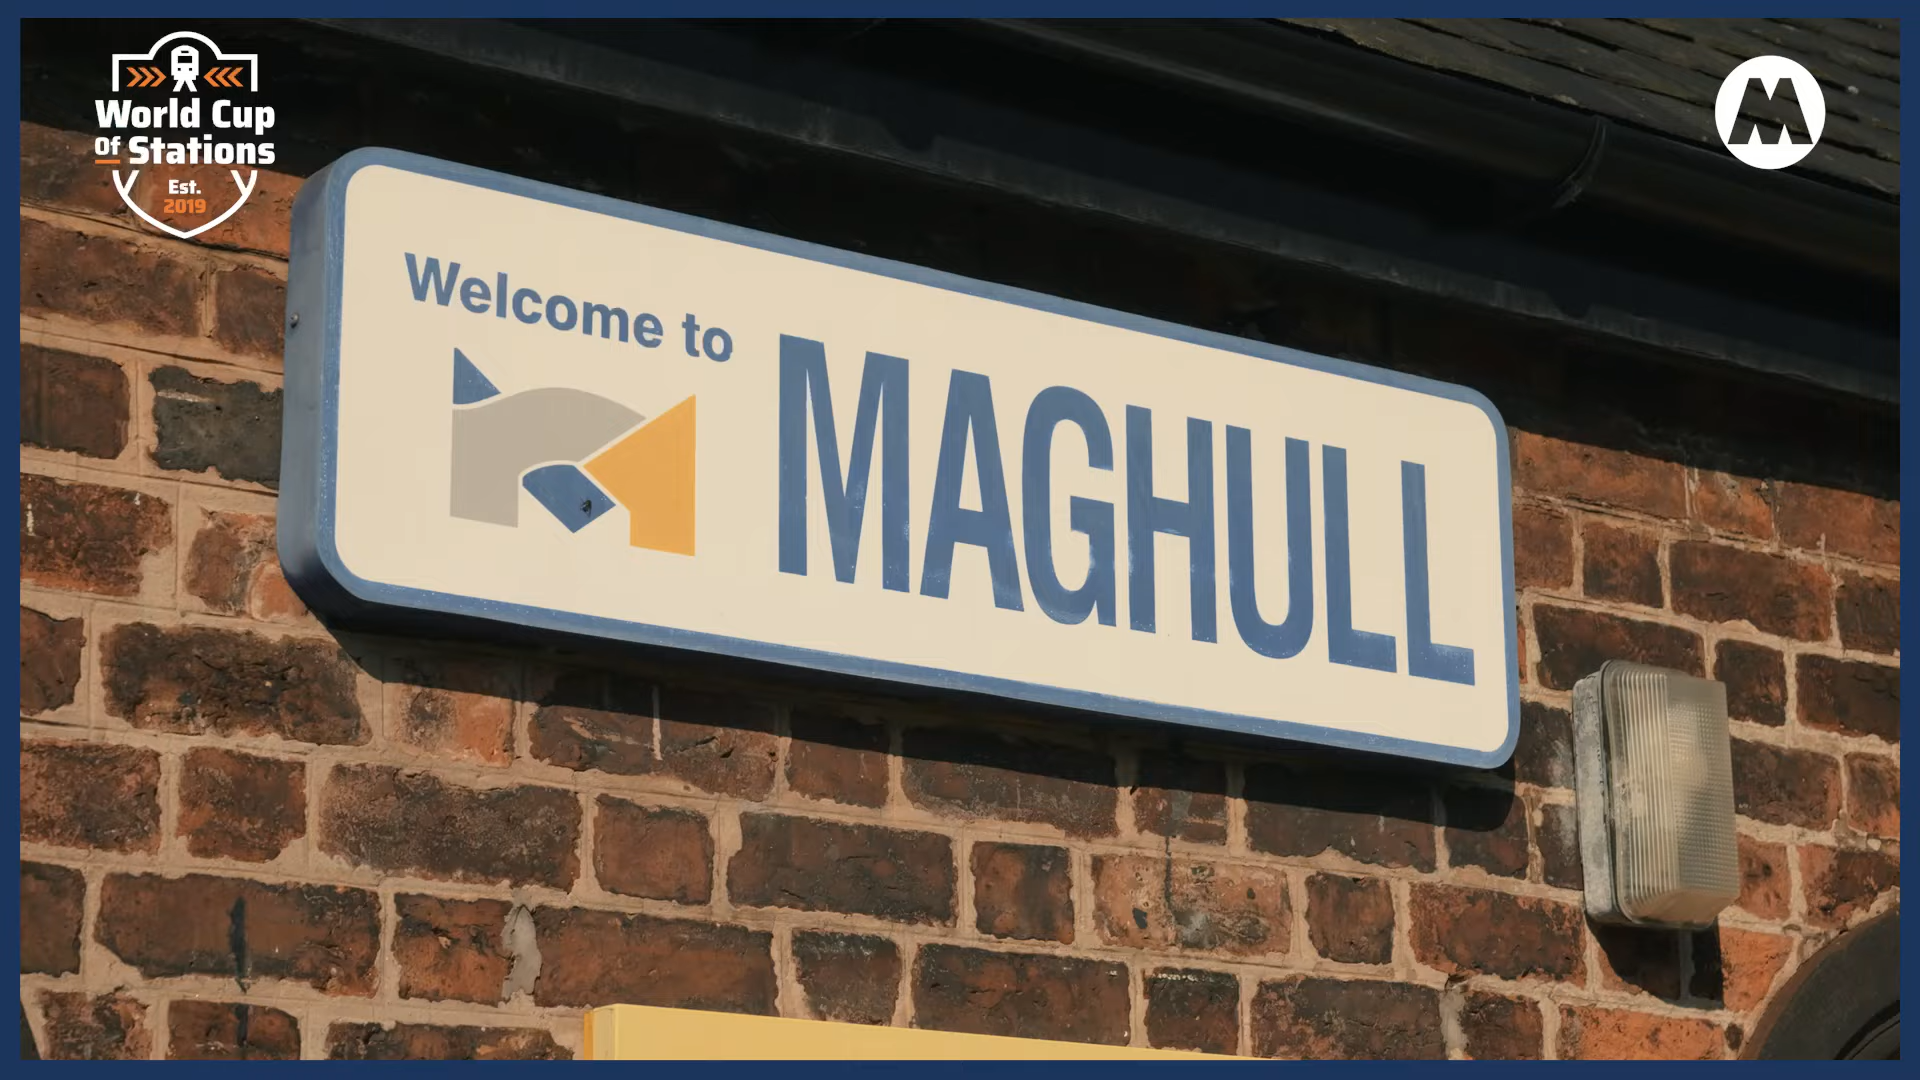 World Cup
Of Stations
Est.
2019
M
Welcome to
MAGHULL